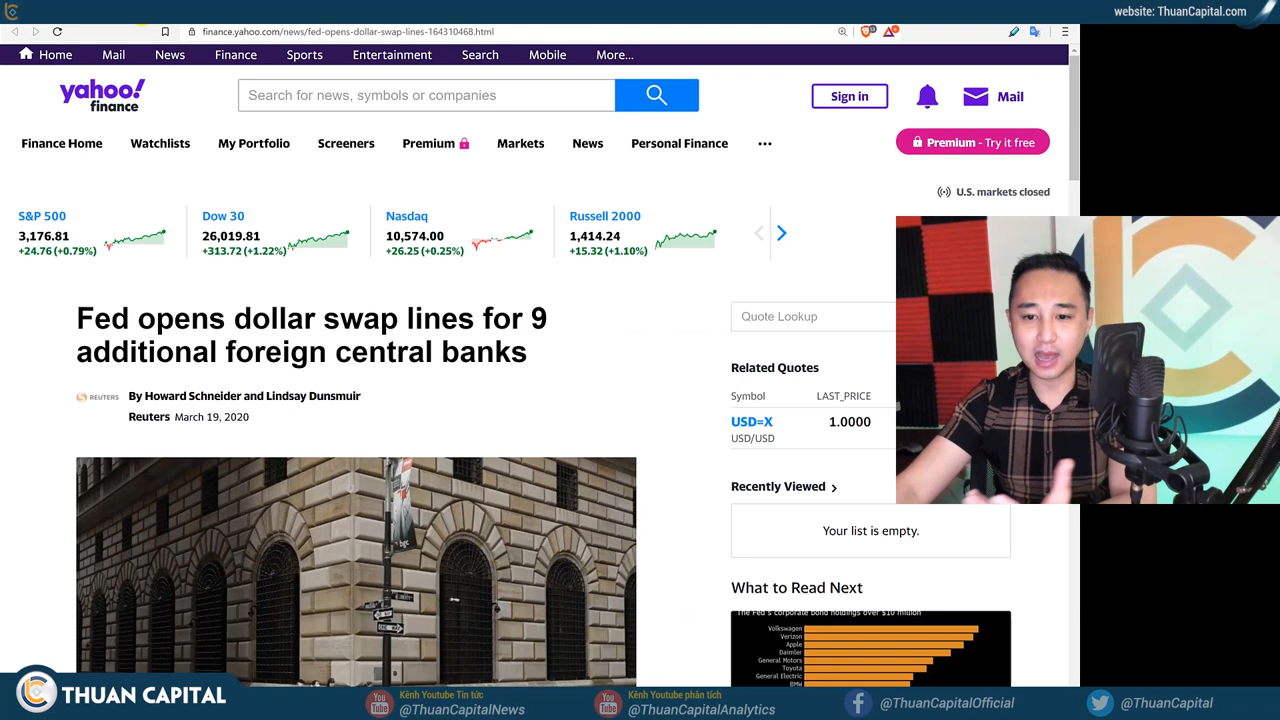 website: ThuanCapital.com
finance.yahoo.com/news/fed-opens-dollar-swap-lines-164310468.html
Home Mail News Finance Sports Entertainment Search Mobile More...
yahoo!
finance
Search for news, symbols or companies
Sign in
Mail
Finance Home Watchlists My Portfolio Screeners Premium Markets News Personal Finance
Premium - Try it free
U.S. markets closed
S&P 500
3,176.81
+24.76 (+0.79%)
Dow 30
26,019.81
+313.72 (+1.22%)
Nasdaq
10,574.00
+26.25 (+0.25%)
Russell 2000
1,414.24
+15.32 (+1.10%)
Fed opens dollar swap lines for 9
additional foreign central banks
REUTERS
By Howard Schneider and Lindsay Dunsmuir
Reuters March 19, 2020
Quote Lookup
Related Quotes
Symbol LAST_PRICE
USD=X 1.0000
USD/USD
Recently Viewed
Your list is empty.
What to Read Next
The Fed's corporate bond holdings over $10 million
Volkswagen
Verizon
Apple
Daimler
General Motors
Toyota
General Electric
BMW
THUAN CAPITAL
You Tube
Kênh Youtube Tin tức
@ThuanCapitalNews
You Tube
Kênh Youtube phân tích
@ThuanCapitalAnalytics
@ThuanCapitalOfficial
@ThuanCapital